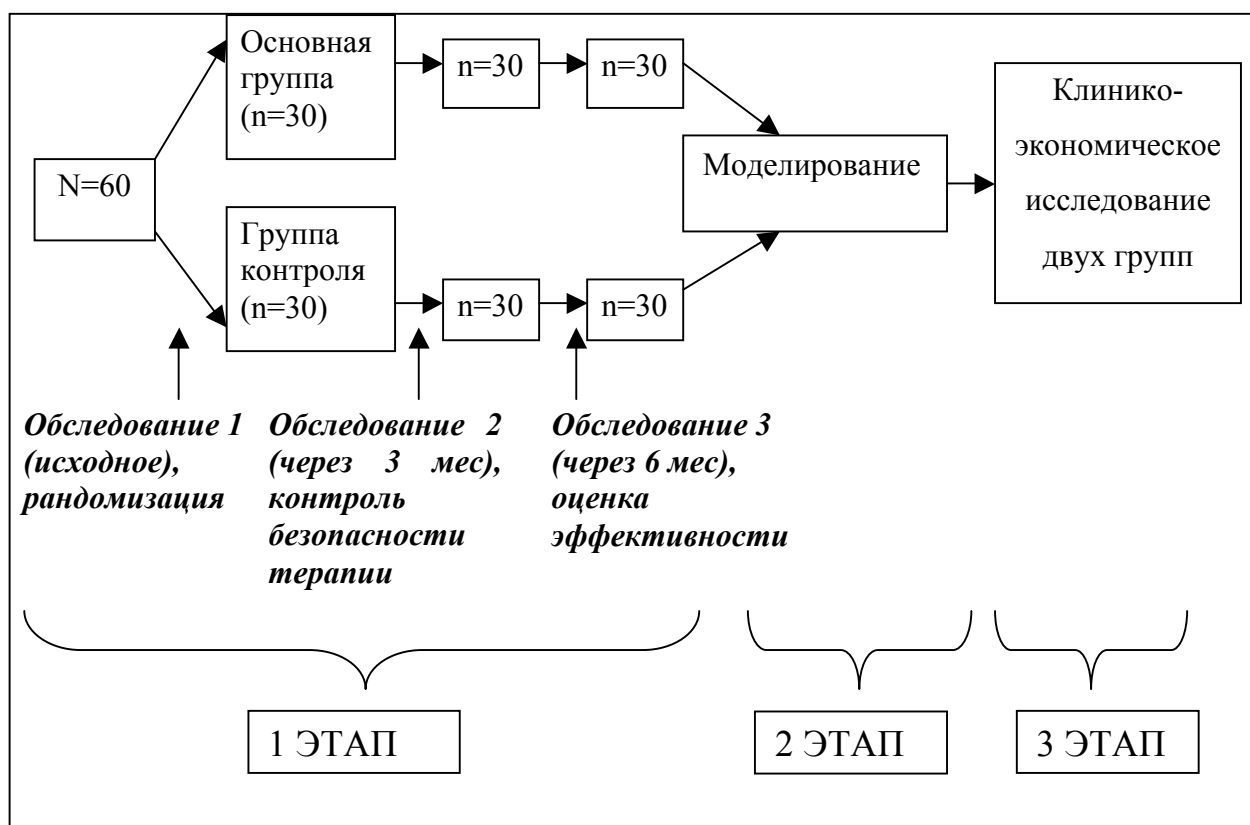 Основная
группа
(n=30)
n=30
n=30
Клинико-
экономическое
исследование
двух групп
N=60
Моделирование
Группа
контроля
(n=30)
n=30
n=30
Обследование 1
(исходное),
рандомизация
Обследование 2
(через 3 мес),
контроль
безопасности
терапии
Обследование 3
(через 6 мес),
оценка
эффективности
1 ЭТАП
2 ЭТАП
3 ЭТАП